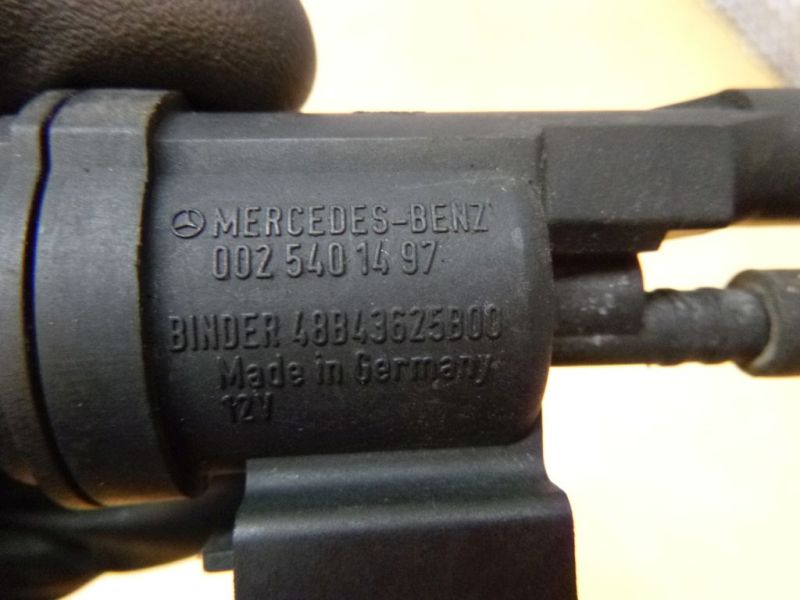 MERCEDES-BENZ
002 540 14 97
BINDER 48B43625B00
Made in Germany
12V